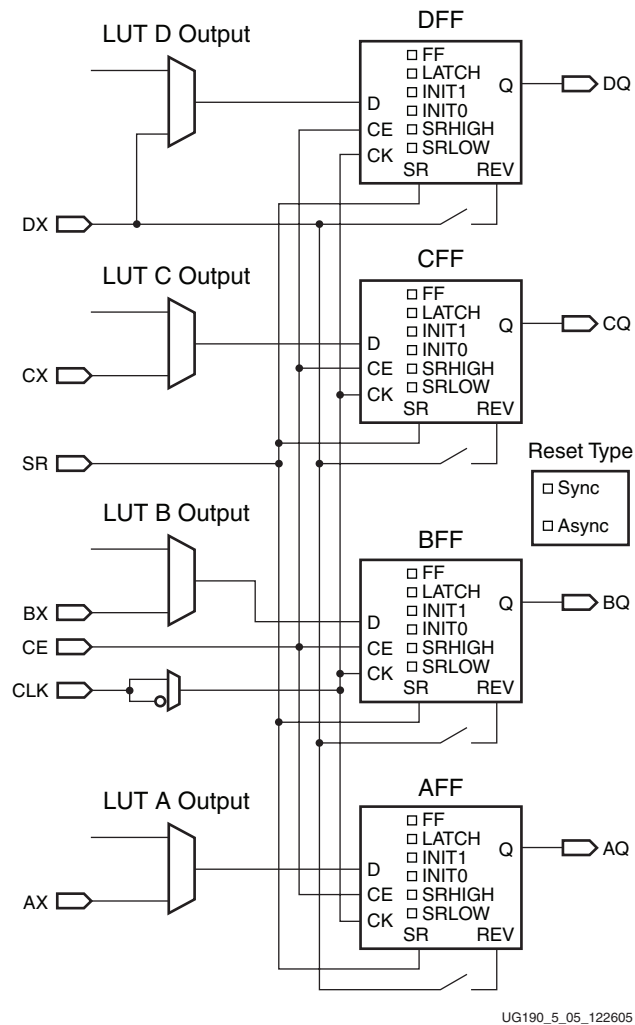 DFF
LUT D Output
FF
LATCH
INIT1
INIT0
SRHIGH
SRLOW
D
CE
CK
Q
SR REV
DQ
DX
CFF
LUT C Output
FF
LATCH
INIT1
INIT0
SRHIGH
SRLOW
D
CE
CK
Q
SR REV
CQ
CX
SR
Reset Type
Sync
Async
LUT B Output
BFF
FF
LATCH
INIT1
INIT0
SRHIGH
SRLOW
D
CE
CK
Q
SR REV
BQ
BX
CE
CLK
AFF
LUT A Output
FF
LATCH
INIT1
INIT0
SRHIGH
SRLOW
D
CE
CK
Q
SR REV
AQ
AX
UG190_5_05_122605